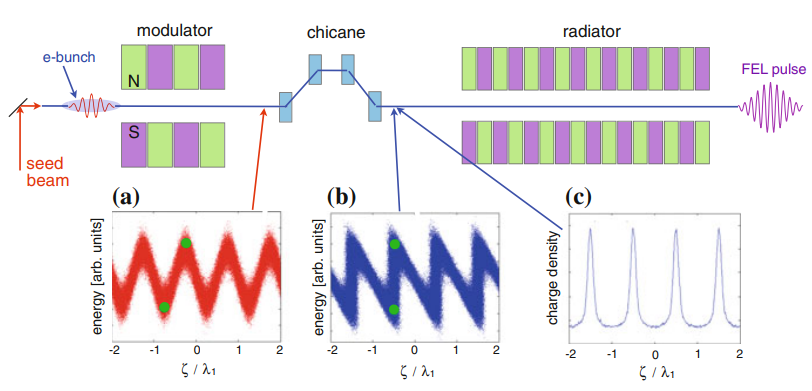 modulator
chicane
radiator
e-bunch
N
S
FEL pulse
seed
beam
(a)
(b)
(c)
energy [arb. units]
-2 -1 0 1 2
ζ / λ1
energy [arb. units]
-2 -1 0 1 2
ζ / λ1
charge density
-2 -1 0 1 2
ζ / λ1